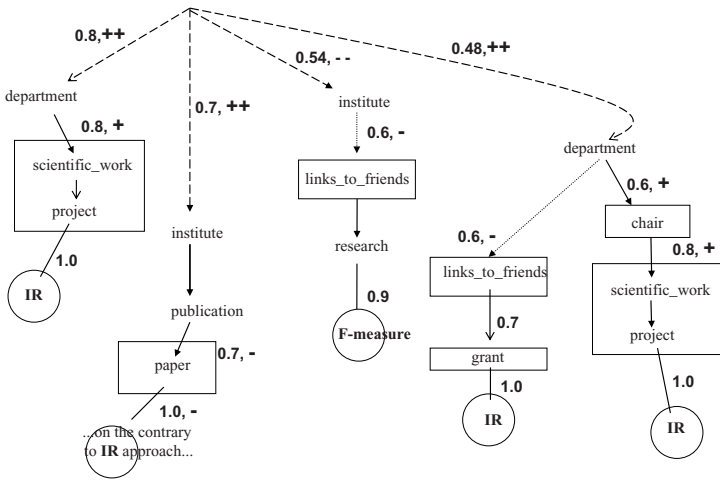 0.8,++
0.54, - -
0.48,++
0.7, ++
department
0.8, +
scientific_work
project
1.0
IR
institute
publication
0.7, -
paper
1.0, -
...on the contrary
IR
to approach...
institute
0.6, -
links_to_friends
research
0.9
F-measure
department
0.6, -
links_to_friends
0.7
grant
1.0
IR
0.6, +
chair
0.8, +
scientific_work
project
1.0
IR